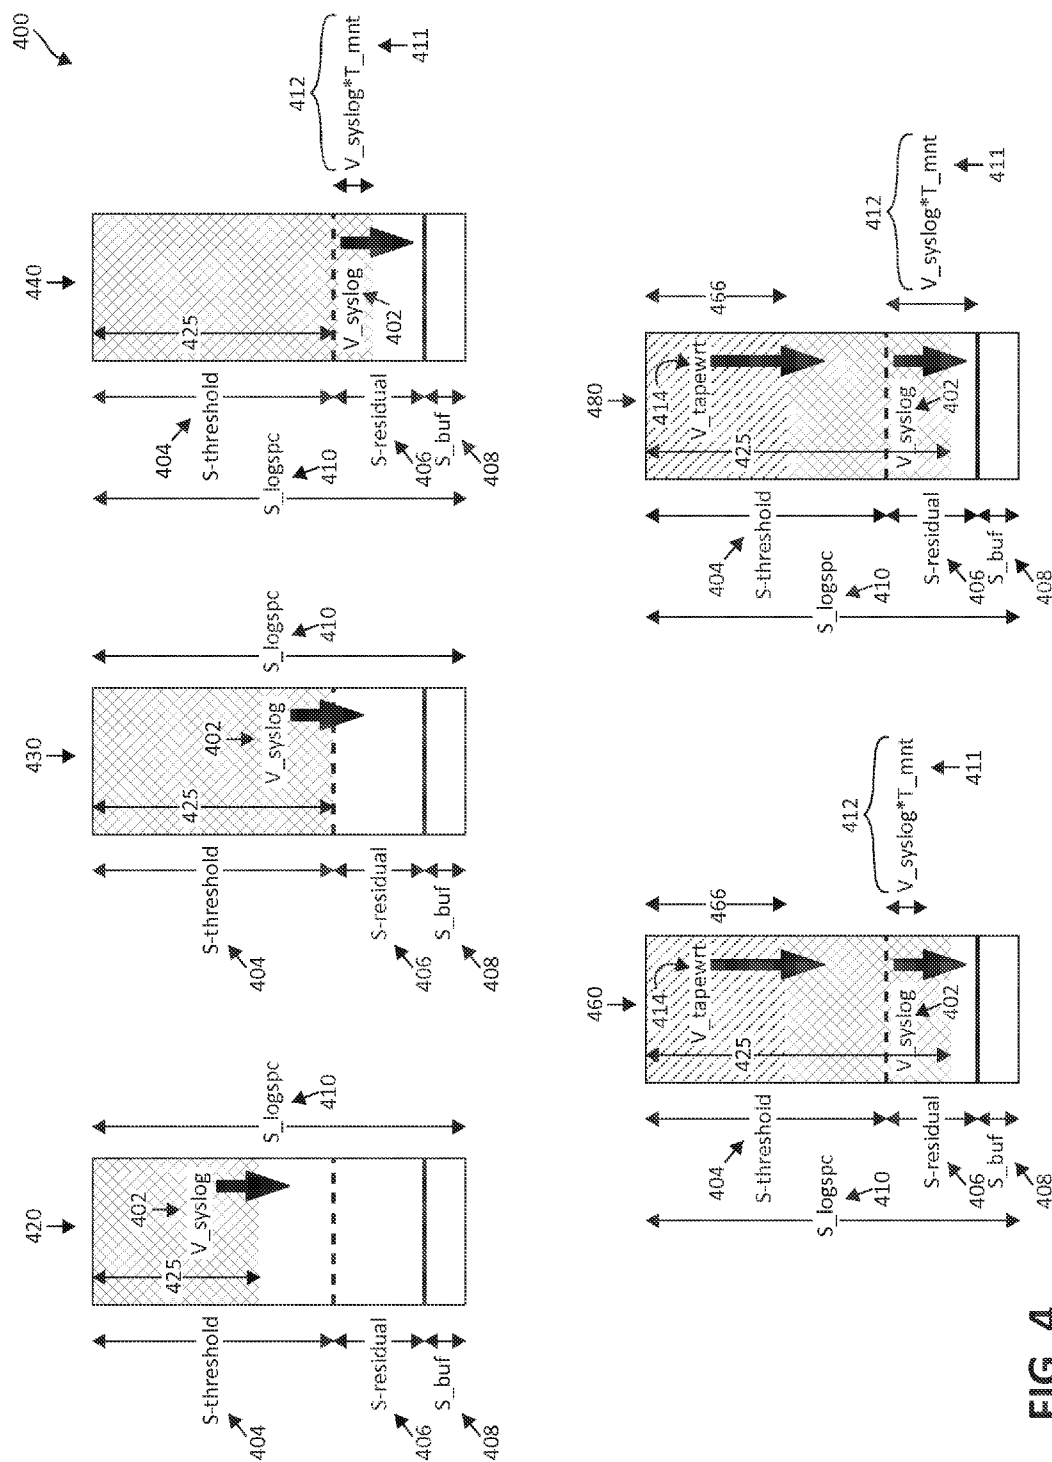 400
420
402
V_syslog
425
S-threshold
404
S-residual
406
S_buf
408
S_logspc
410
430
402
V_syslog
425
S-threshold
404
S-residual
406
S_buf
408
S_logspc
410
440
425
V_syslog
402
S-threshold
404
S_logspc
410
S-residual
406
S_buf
408
412
V_syslog*T_mnt
411
460
414
V_tapewrt
425
V_syslog
402
S-threshold
404
S_logspc
410
S-residual
406
S_buf
408
466
412
V_syslog*T_mnt
411
480
414
V_tapewrt
425
V_syslog
402
S-threshold
404
S_logspc
410
S-residual
406
S_buf
408
466
412
V_syslog*T_mnt
411
FIG. 4